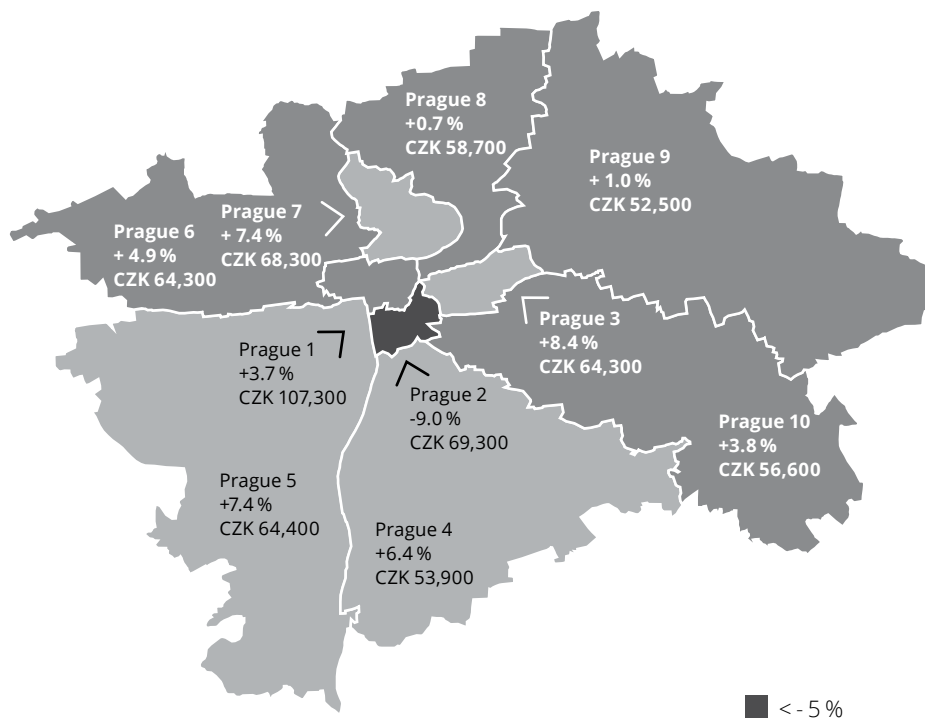 Prague 8
+0.7 %
CZK 58,700
Prague 9
+ 1.0 %
CZK 52,500
Prague 7
+ 7.4 %
CZK 68,300
Prague 6
+ 4.9 %
CZK 64,300
Prague 3
+8.4 %
CZK 64,300
Prague 1
+3.7 %
CZK 107,300
Prague 2
-9.0 %
CZK 69,300
Prague 10
+3.8 %
CZK 56,600
Prague 5
+7.4 %
CZK 64,400
Prague 4
+6.4 %
CZK 53,900
< - 5 %